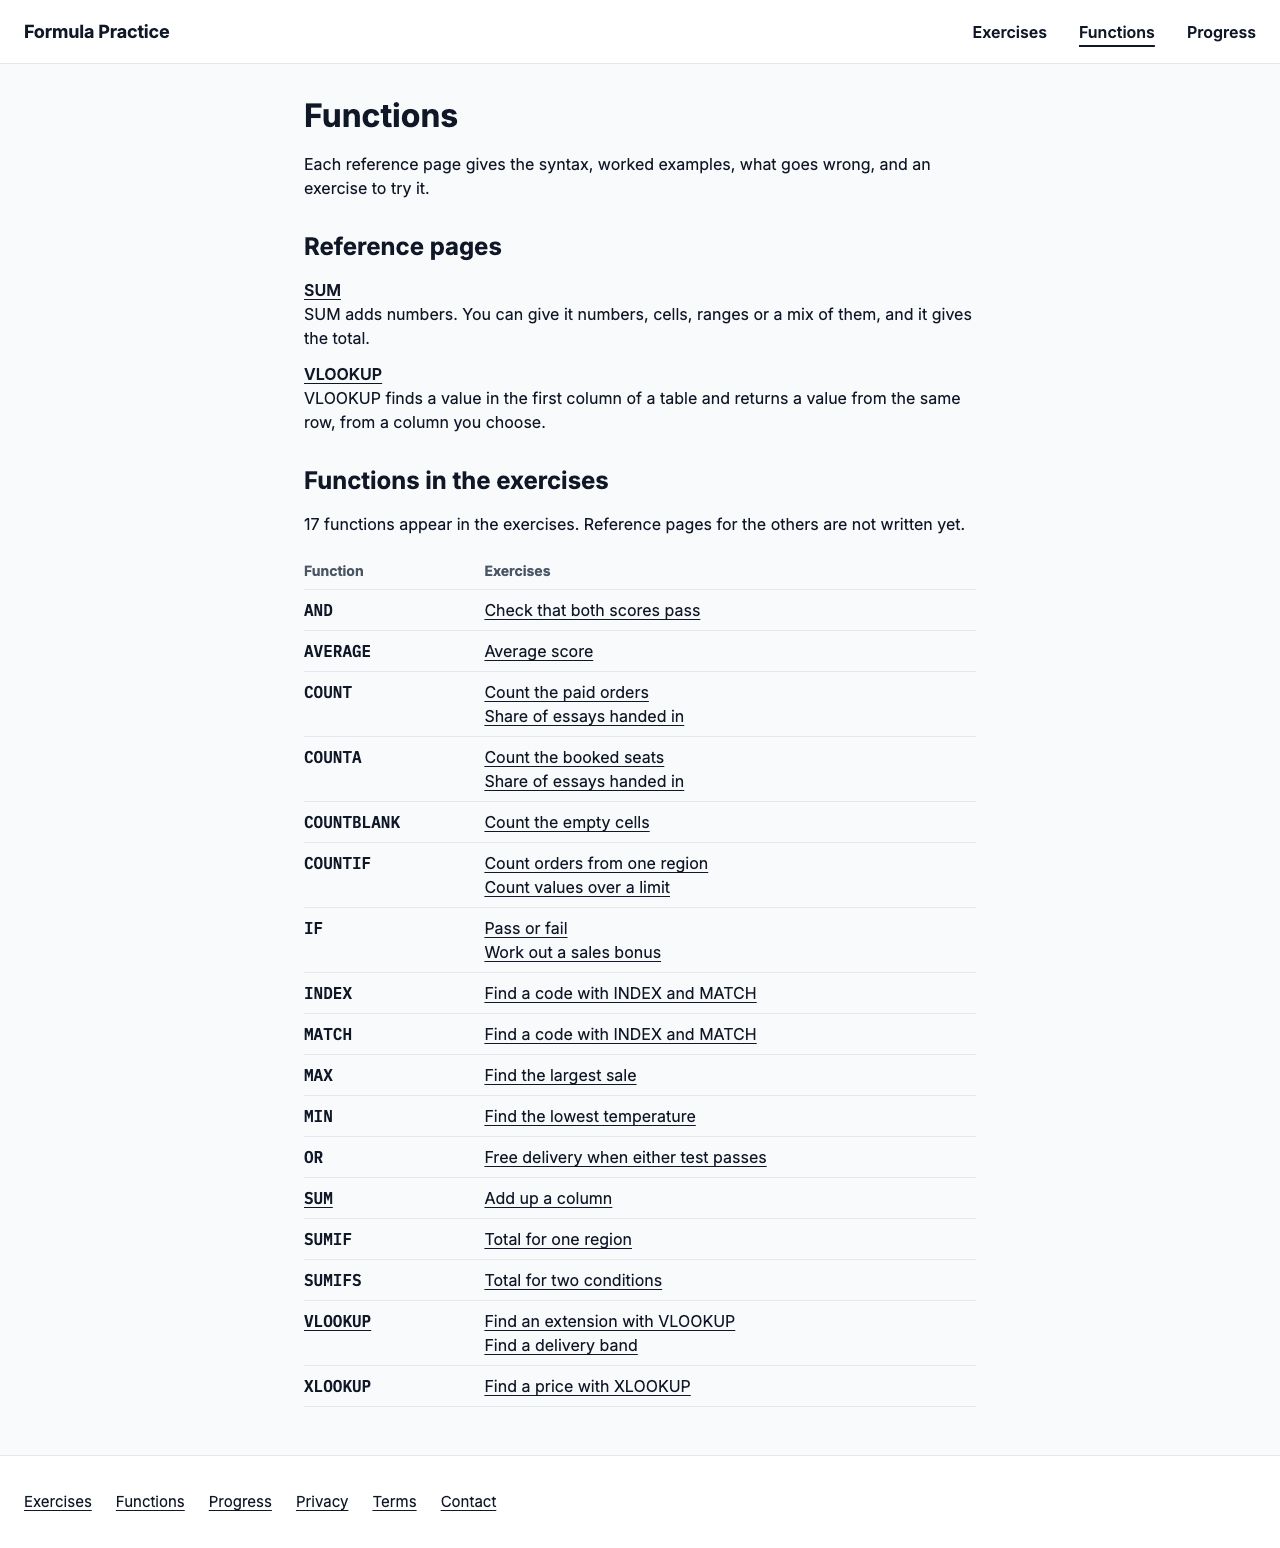 Formula Practice
Exercises Functions Progress
Functions
Each reference page gives the syntax, worked examples, what goes wrong, and an
exercise to try it.
Reference pages
SUM
SUM adds numbers. You can give it numbers, cells, ranges or a mix of them, and it gives
the total.
VLOOKUP
VLOOKUP finds a value in the first column of a table and returns a value from the same
row, from a column you choose.
Functions in the exercises
17 functions appear in the exercises. Reference pages for the others are not written yet.
Function Exercises
AND Check that both scores pass
AVERAGE Average score
COUNT Count the paid orders
Share of essays handed in
COUNTA Count the booked seats
Share of essays handed in
COUNTBLANK Count the empty cells
COUNTIF Count orders from one region
Count values over a limit
IF Pass or fail
Work out a sales bonus
INDEX Find a code with INDEX and MATCH
MATCH Find a code with INDEX and MATCH
MAX Find the largest sale
MIN Find the lowest temperature
OR Free delivery when either test passes
SUM Add up a column
SUMIF Total for one region
SUMIFS Total for two conditions
VLOOKUP Find an extension with VLOOKUP
Find a delivery band
XLOOKUP Find a price with XLOOKUP
Exercises Functions Progress Privacy Terms Contact